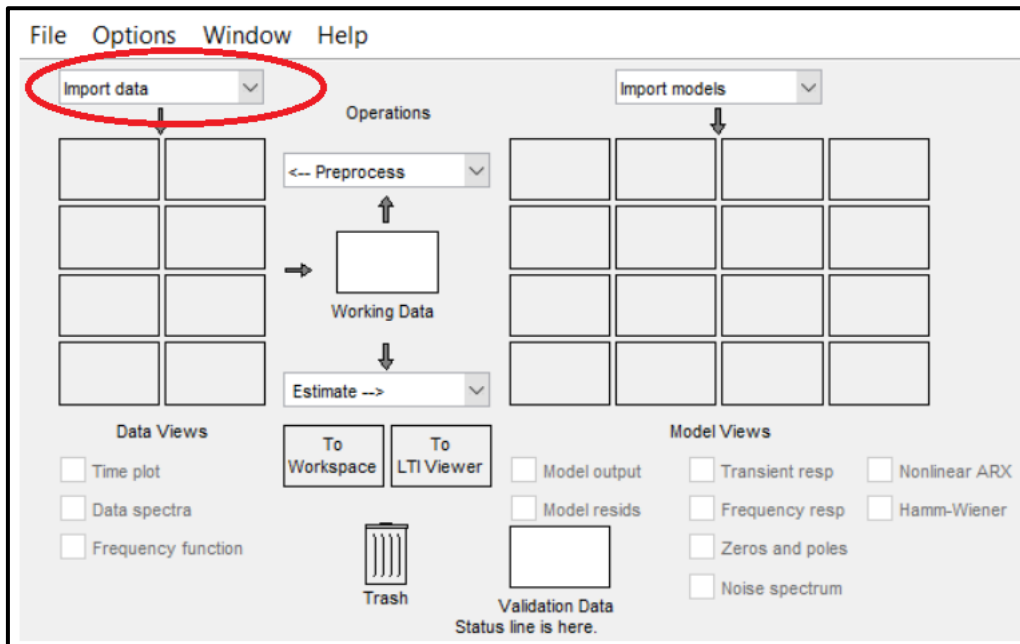 File Options Window Help
Import data
Import models
Operations
<-- Preprocess
Working Data
Estimate -->
Data Views
Model Views
To Workspace
To LTI Viewer
Time plot
Data spectra
Frequency function
Model output
Model resids
Transient resp
Frequency resp
Zeros and poles
Noise spectrum
Nonlinear ARX
Hamm-Wiener
Trash
Validation Data
Status line is here.